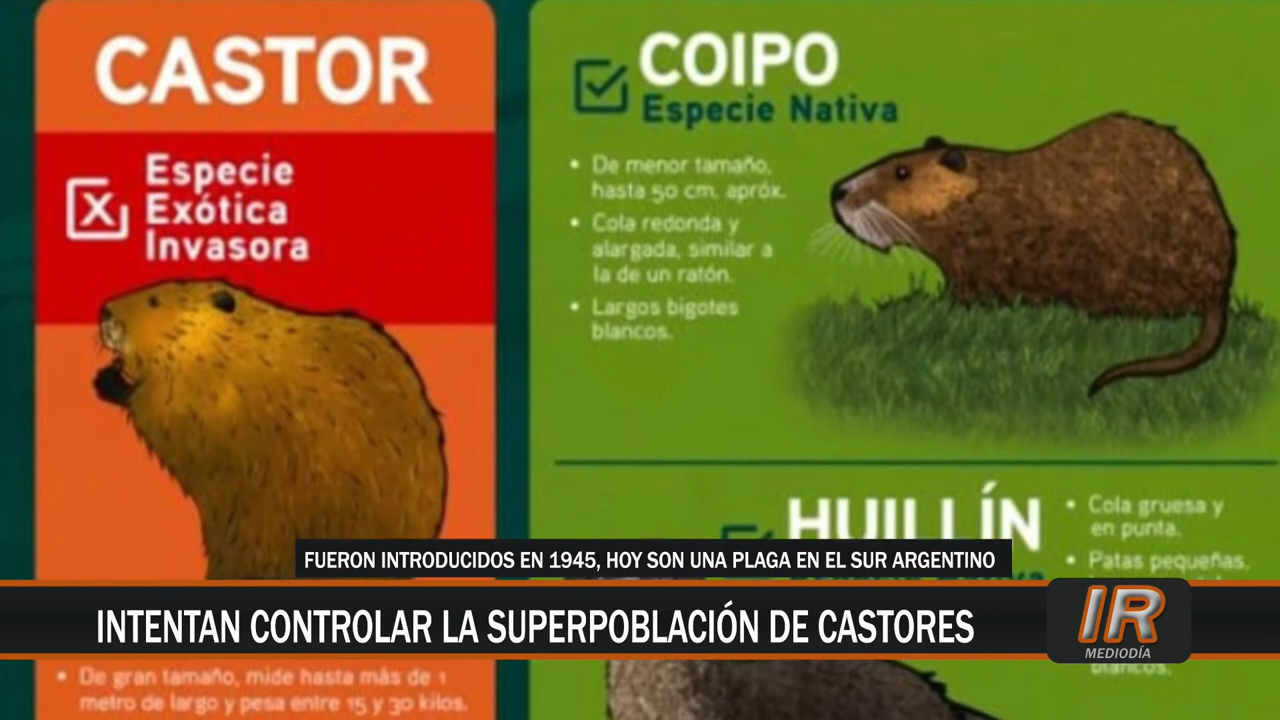 CASTOR
Especie
Exótica
Invasora
De gran tamaño, mide hasta más de 1
metro de largo y pesa entre 15 y 30 kilos.
COIPO
Especie Nativa
De menor tamaño,
hasta 50 cm. apróx.
Cola redonda y
alargada, similar a
la de un ratón.
Largos bigotes
blancos.
HUILLÍN
Cola gruesa y
en punta.
Patas pequeñas,
blancos.
FUERON INTRODUCIDOS EN 1945, HOY SON UNA PLAGA EN EL SUR ARGENTINO
INTENTAN CONTROLAR LA SUPERPOBLACIÓN DE CASTORES
IR
MEDIODÍA